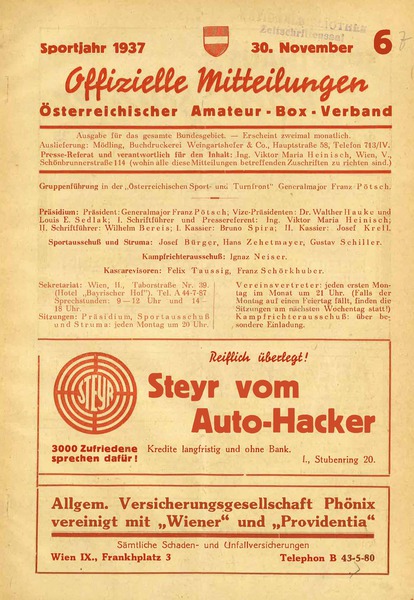 Sportjahr 1937 30. November 6
Zeitschriftensaal
Offizielle Mitteilungen
Österreichischer Amateur-Box-Verband
Ausgabe für das gesamte Bundesgebiet. — Erscheint zweimal monatlich.
Auslieferung: Mödling, Buchdruckerei Weingartshofer & Co., Hauptstraße 58, Telefon 713/IV.
Presse-Referat und verantwortlich für den Inhalt: Ing. Viktor Maria Heinisch, Wien, V.,
Schönbrunnerstraße 114 (wohin alle diese Mitteilungen betreffenden Zuschriften zu richten sind.)
Gruppenführung in der „Österreichischen Sport- und Turnfront" Generalmajor Franz Pötsch.
Präsidium: Präsident: Generalmajor Franz Pötsch; Vize-Präsidenten: Dr. Walther Hauke und
Louis E. Sedlak; I. Schriftführer und Pressereferent: Ing. Viktor Maria Heinisch;
II. Schriftführer: Wilhelm Bereis; I. Kassier: Bruno Spira; II. Kassier: Josef Krell.
Sportausschuß und Struma: Josef Bürger, Hans Zehetmayer, Gustav Schiller.
Kampfrichterausschuß: Ignaz Neiser.
Kassarevisoren: Felix Taussig, Franz Schörkhuber.
Sekretariat: Wien, II., Taborstraße Nr. 39.
(Hotel „Bayrischer Hof"). Tel. A 44-7-87
Sprechstunden: 9—12 Uhr und 14—
18 Uhr.
Sitzungen: Präsidium, Sportausschuß
und Struma: jeden Montag um 20 Uhr.
Vereinsvertreter: jeden ersten Mon-
tag im Monat um 21 Uhr. (Falls der
Montag auf einen Feiertag fällt, finden die
Sitzungen am nächsten Wochentag statt!)
Kampfrichterausschuß: über be-
sondere Einladung.
STEYR
3000 Zufriedene
sprechen dafür!
Reiflich überlegt!
Steyr vom
Auto-Hacker
Kredite langfristig und ohne Bank.
I., Stubenring 20.
Allgem. Versicherungsgesellschaft Phönix
vereinigt mit „Wiener" und „Providentia"
Sämtliche Schaden- und Unfallversicherungen
Wien IX., Frankhplatz 3 Telephon B 43-5-80